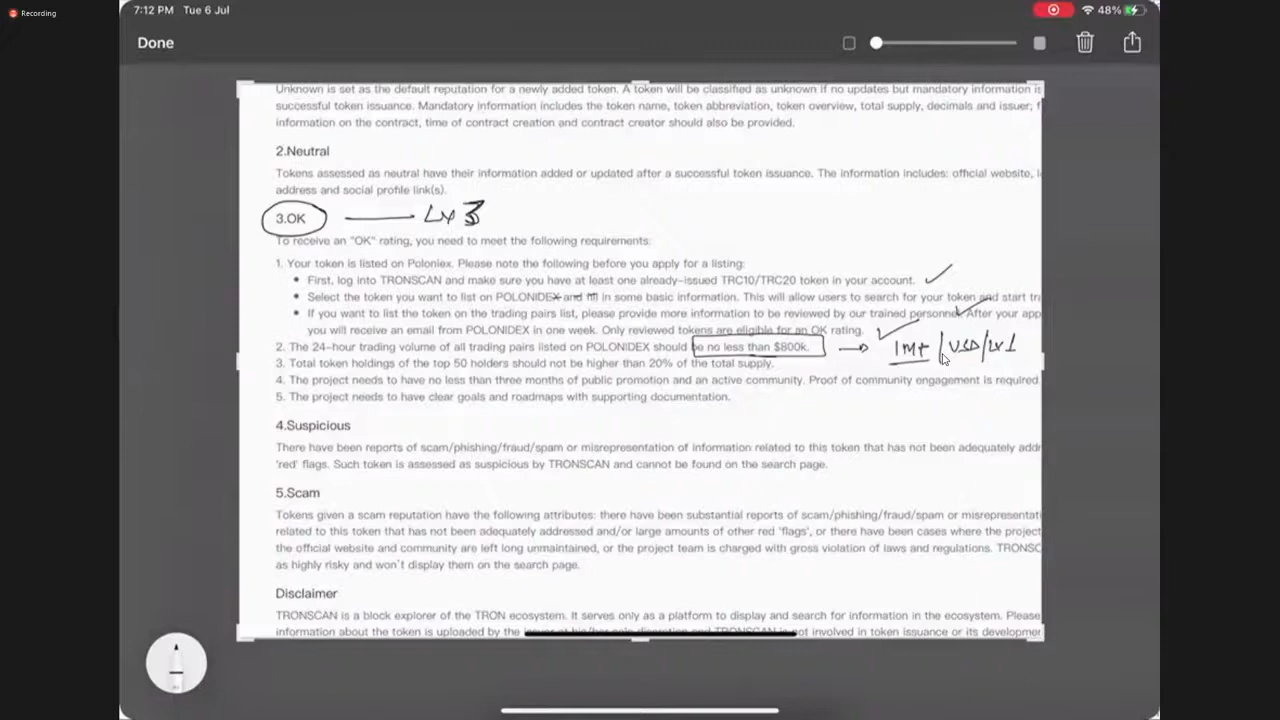 Recording
7:12 PM Tue 6 Jul
48%
Done
Unknown is set as the default reputation for a newly added token. A token will be classified as unknown if no updates but mandatory information is
successful token issuance. Mandatory information includes the token name, token abbreviation, token overview, total supply, decimals and issuer; f
information on the contract, time of contract creation and contract creator should also be provided.
2.Neutral
Tokens assessed as neutral have their information added or updated after a successful token issuance. The information includes: official website, l
address and social profile link(s).
3.OK
To receive an "OK" rating, you need to meet the following requirements:
1. Your token is listed on Poloniex. Please note the following before you apply for a listing:
• First, log into TRONSCAN and make sure you have at least one already-issued TRC10/TRC20 token in your account.
• Select the token you want to list on POLONIDEX and fill in some basic information. This will allow users to search for your token and start tra
• If you want to list the token on the trading pairs list, please provide more information to be reviewed by our trained personnel. After your app
you will receive an email from POLONIDEX in one week. Only reviewed tokens are eligible for an OK rating.
2. The 24-hour trading volume of all trading pairs listed on POLONIDEX should be no less than $800k. 1M+ / USD/LV1
3. Total token holdings of the top 50 holders should not be higher than 20% of the total supply.
4. The project needs to have no less than three months of public promotion and an active community. Proof of community engagement is required.
5. The project needs to have clear goals and roadmaps with supporting documentation.
4.Suspicious
There have been reports of scam/phishing/fraud/spam or misrepresentation of information related to this token that has not been adequately addr
'red' flags. Such token is assessed as suspicious by TRONSCAN and cannot be found on the search page.
5.Scam
Tokens given a scam reputation have the following attributes: there have been substantial reports of scam/phishing/fraud/spam or misrepresentati
related to this token that has not been adequately addressed and/or large amounts of other red 'flags', or there have been cases where the project
the official website and community are left long unmaintained, or the project team is charged with gross violation of laws and regulations. TRONSC
as highly risky and won't display them on the search page.
Disclaimer
TRONSCAN is a block explorer of the TRON ecosystem. It serves only as a platform to display and search for information in the ecosystem. Please
information about the token is uploaded by the issuer at his/her only discretion and TRONSCAN is not involved in token issuance or its developmen